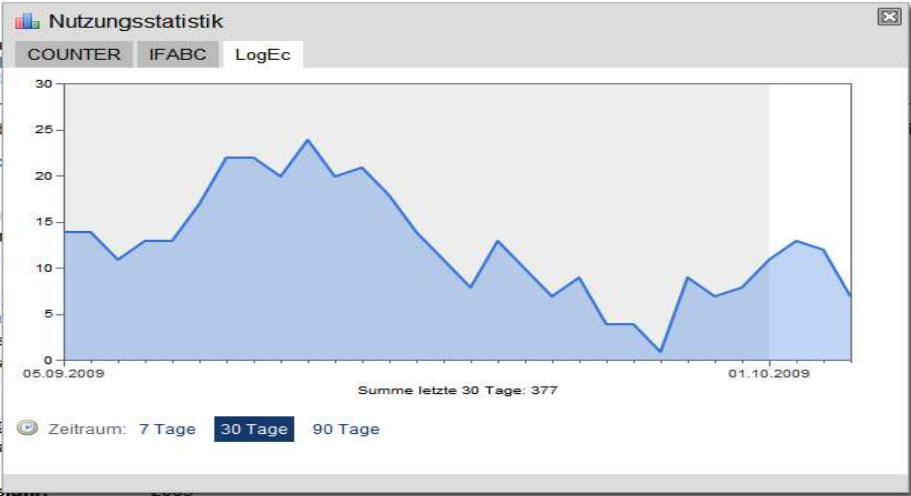 Nutzungsstatistik
COUNTER IFABC LogEc
30
25
20
15
10
5
0
05.09.2009 01.10.2009
Summe letzte 30 Tage: 377
Zeitraum: 7 Tage 30 Tage 90 Tage